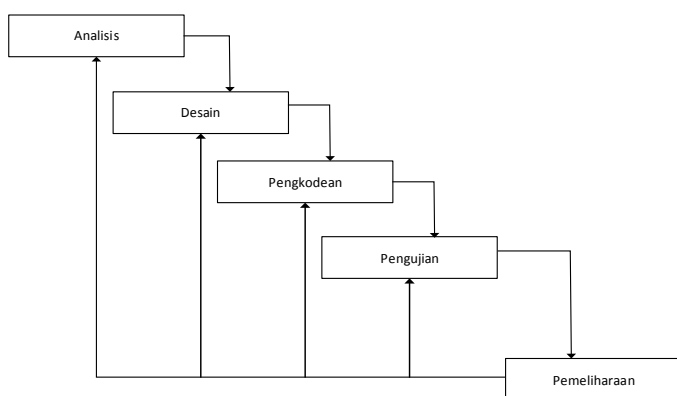 Analisis
Desain
Pengkodean
Pengujian
Pemeliharaan